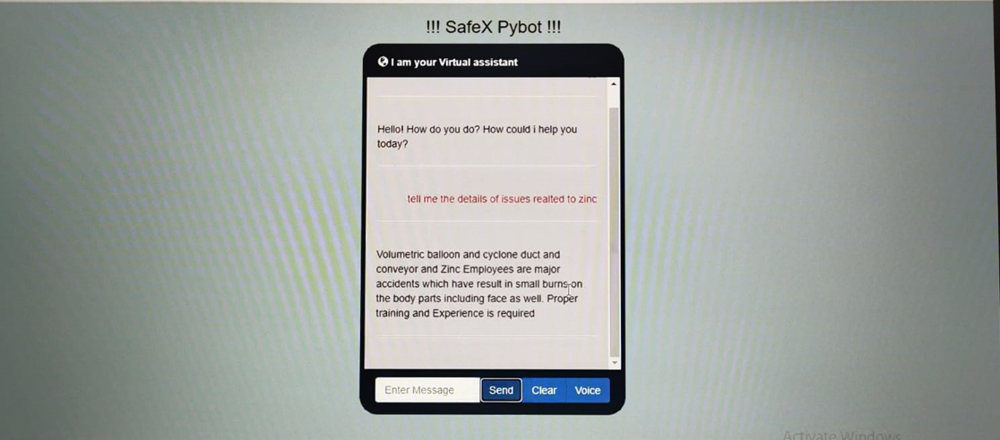 !!! SafeX Pybot !!!
I am your Virtual assistant
Hello! How do you do? How could i help you
today?
tell me the details of issues realted to zinc
Volumetric balloon and cyclone duct and
conveyor and Zinc Employees are major
accidents which have result in small burns on
the body parts including face as well. Proper
training and Experience is required
Enter Message Send Clear Voice
Activate Windows